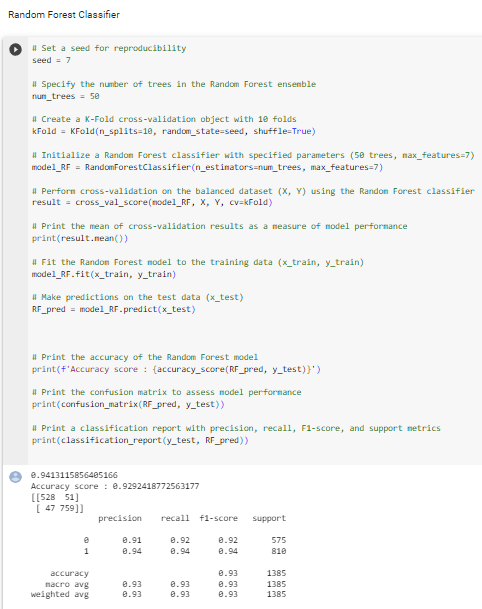 Random Forest Classifier
# Set a seed for reproducibility
seed = 7
# Specify the number of trees in the Random Forest ensemble
num_trees = 50
# Create a K-Fold cross-validation object with 10 folds
kFold = KFold(n_splits=10, random_state=seed, shuffle=True)
# Initialize a Random Forest classifier with specified parameters (50 trees, max_features=7)
model_RF = RandomForestClassifier(n_estimators=num_trees, max_features=7)
# Perform cross-validation on the balanced dataset (X, Y) using the Random Forest classifier
result = cross_val_score(model_RF, X, Y, cv=kFold)
# Print the mean of cross-validation results as a measure of model performance
print(result.mean())
# Fit the Random Forest model to the training data (x_train, y_train)
model_RF.fit(x_train, y_train)
# Make predictions on the test data (x_test)
RF_pred = model_RF.predict(x_test)
# Print the accuracy of the Random Forest model
print(f'Accuracy score : {accuracy_score(RF_pred, y_test)}')
# Print the confusion matrix to assess model performance
print(confusion_matrix(RF_pred, y_test))
# Print a classification report with precision, recall, F1-score, and support metrics
print(classification_report(y_test, RF_pred))
0.9413115856405166
Accuracy score : 0.9292418772563177
[[528 51]
[ 47 759]]
precision recall f1-score support
0 0.91 0.92 0.92 575
1 0.94 0.94 0.94 810
accuracy 0.93 1385
macro avg 0.93 0.93 0.93 1385
weighted avg 0.93 0.93 0.93 1385